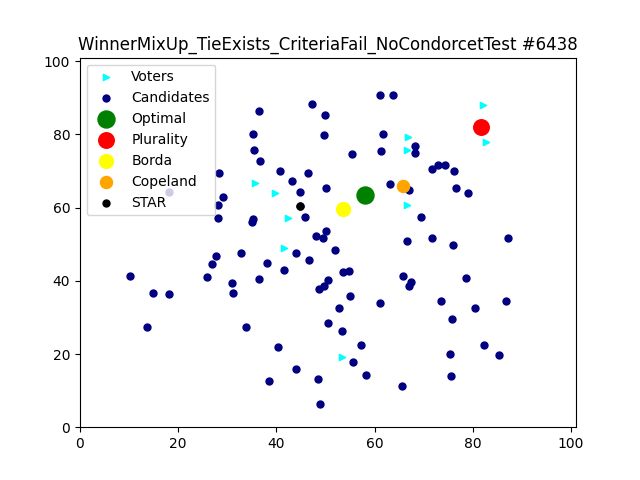 WinnerMixUp_TieExists_CriteriaFail_NoCondorcetTest #6438
100
80
60
40
20
0
Voters
Candidates
Optimal
Plurality
Borda
Copeland
STAR
0 20 40 60 80 100